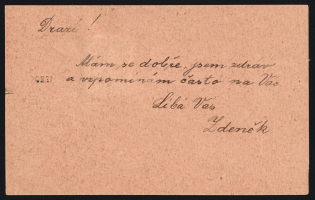 Drazí!
Mám se dobře, jsem zdráv
a vzpomínám často na Vás
Líbá Vás
Zdeněk